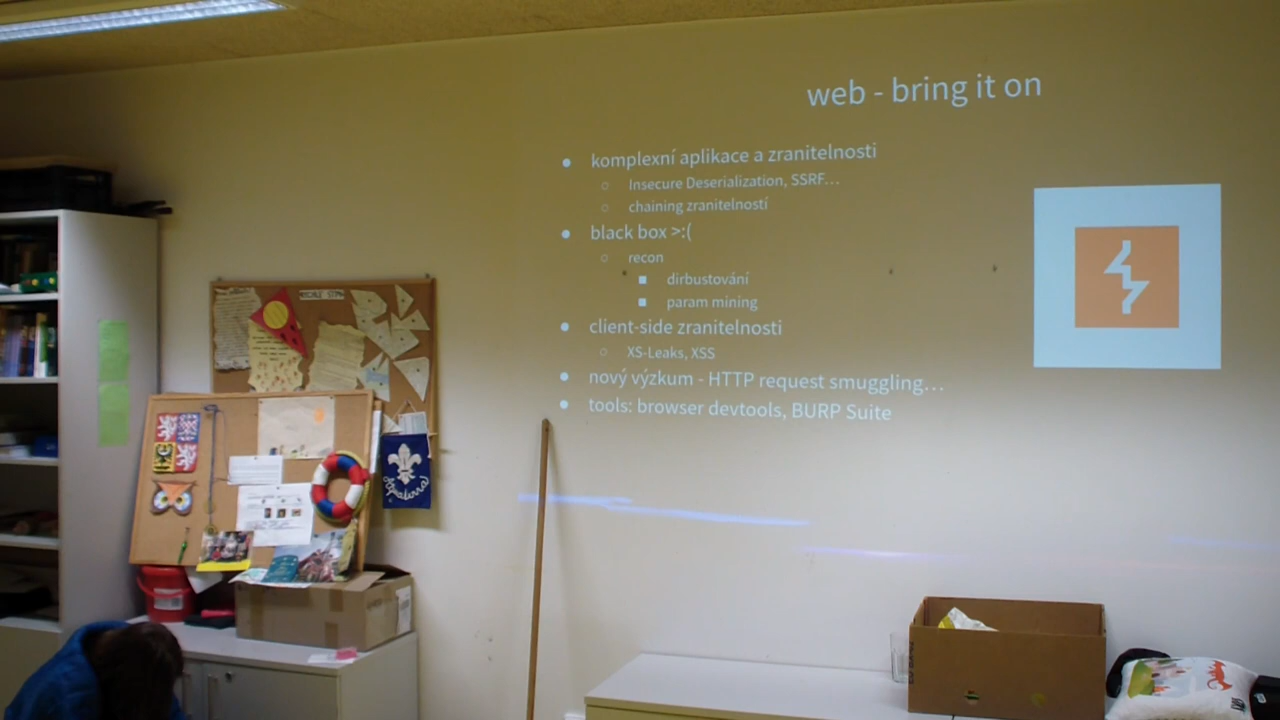 web - bring it on
komplexní aplikace a zranitelnosti
Insecure Deserialization, SSRF...
chaining zranitelností
black box >:(
recon
dirbustování
param mining
client-side zranitelnosti
XS-Leaks, XSS
nový výzkum - HTTP request smuggling...
tools: browser devtools, BURP Suite